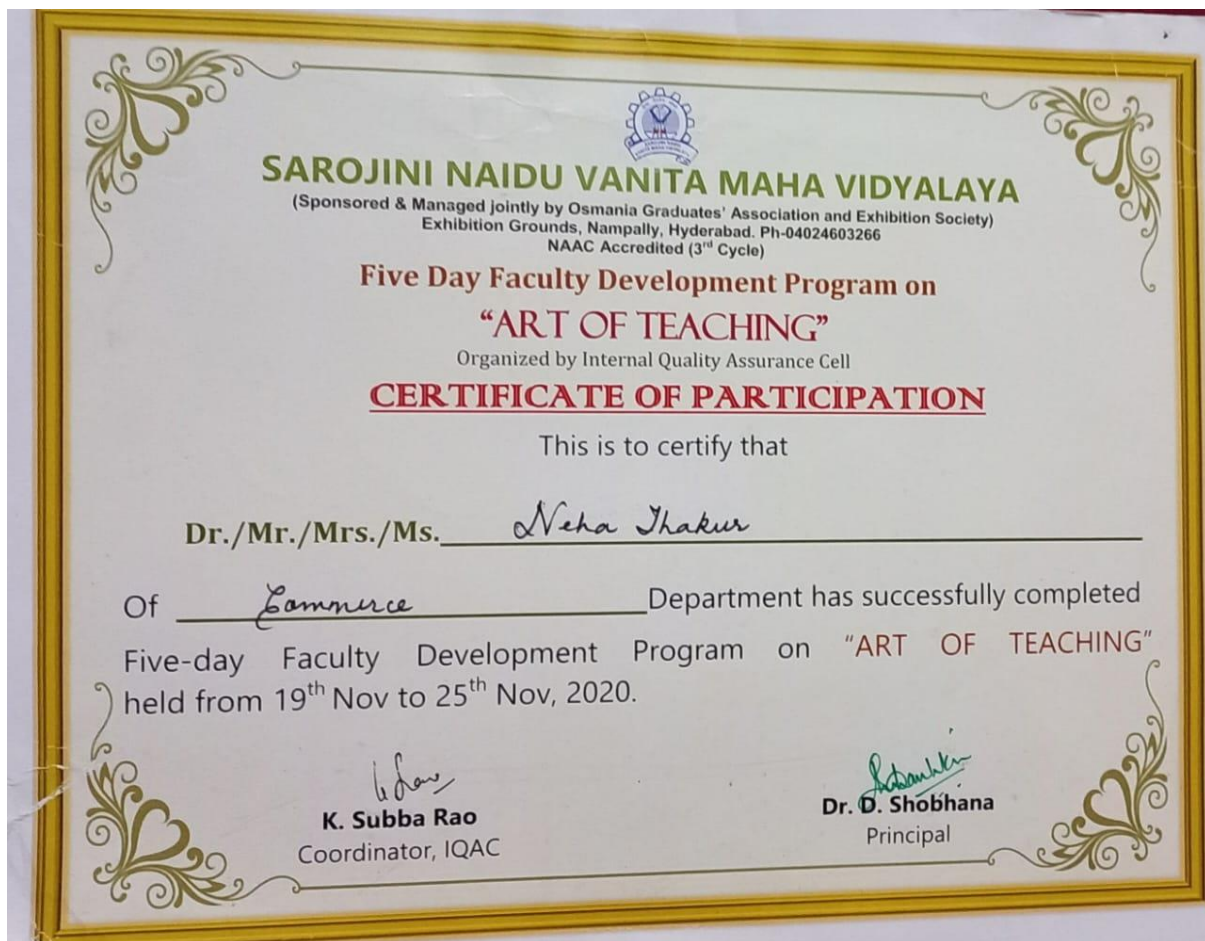 SAROJINI NAIDU VANITA MAHA VIDYALAYA
(Sponsored & Managed jointly by Osmania Graduates' Association and Exhibition Society)
Exhibition Grounds, Nampally, Hyderabad. Ph-04024603266
NAAC Accredited (3rd Cycle)
Five Day Faculty Development Program on
“ART OF TEACHING”
Organized by Internal Quality Assurance Cell
CERTIFICATE OF PARTICIPATION
This is to certify that
Dr./Mr./Mrs./Ms. Neha Thakur
Of Commerce Department has successfully completed
Five-day Faculty Development Program on "ART OF TEACHING"
held from 19th Nov to 25th Nov, 2020.
K. Subba Rao
Coordinator, IQAC
Dr. D. Shobhana
Principal